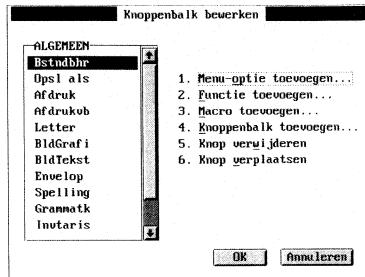 Knoppenbalk bewerken
ALGEMEEN
Bstndbhr
Opsl als
Afdruk
Afdrukvb
Letter
BldGrafi
BldTekst
Envelop
Spelling
Grammatk
Invtaris
1. Menu-optie toevoegen...
2. Functie toevoegen...
3. Macro toevoegen...
4. Knoppenbalk toevoegen...
5. Knop verwijderen
6. Knop verplaatsen
OK
Annuleren